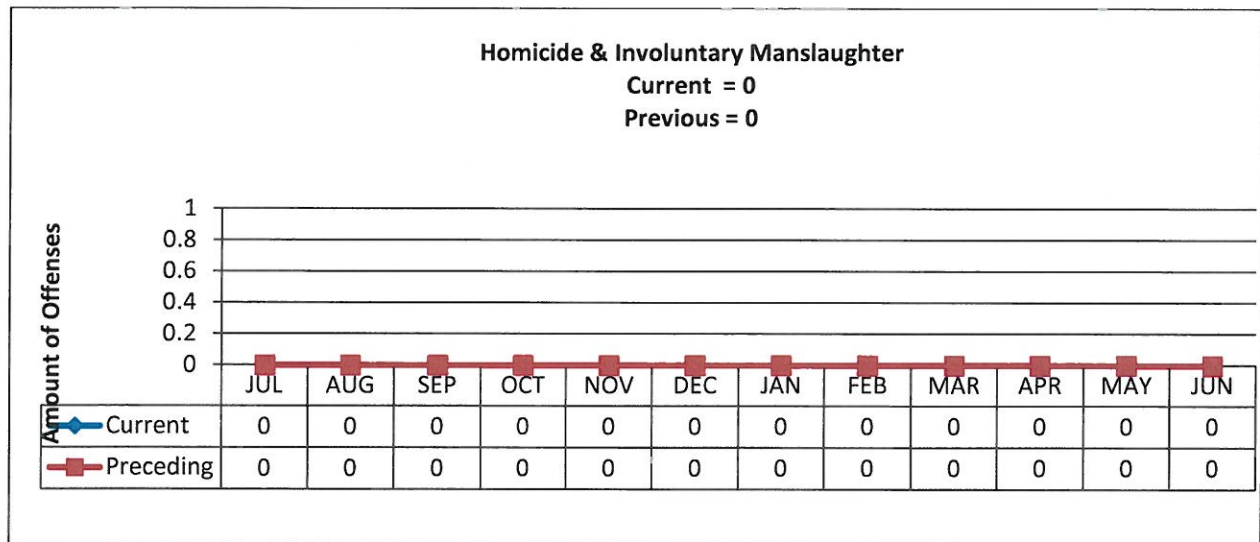 Homicide & Involuntary Manslaughter
Current = 0
Previous = 0
Amount of Offenses
1
0.8
0.6
0.4
0.2
0
JUL AUG SEP OCT NOV DEC JAN FEB MAR APR MAY JUN
Current 0 0 0 0 0 0 0 0 0 0 0 0
Preceding 0 0 0 0 0 0 0 0 0 0 0 0